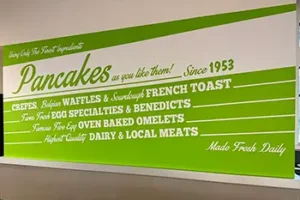 Using Only The Finest Ingredients
Pancakes as you like them! Since 1953
CREPES, Belgian WAFFLES & Sourdough FRENCH TOAST
Farm Fresh EGG SPECIALTIES & BENEDICTS
Famous Five Egg OVEN BAKED OMELETS
Highest Quality DAIRY & LOCAL MEATS
Made Fresh Daily